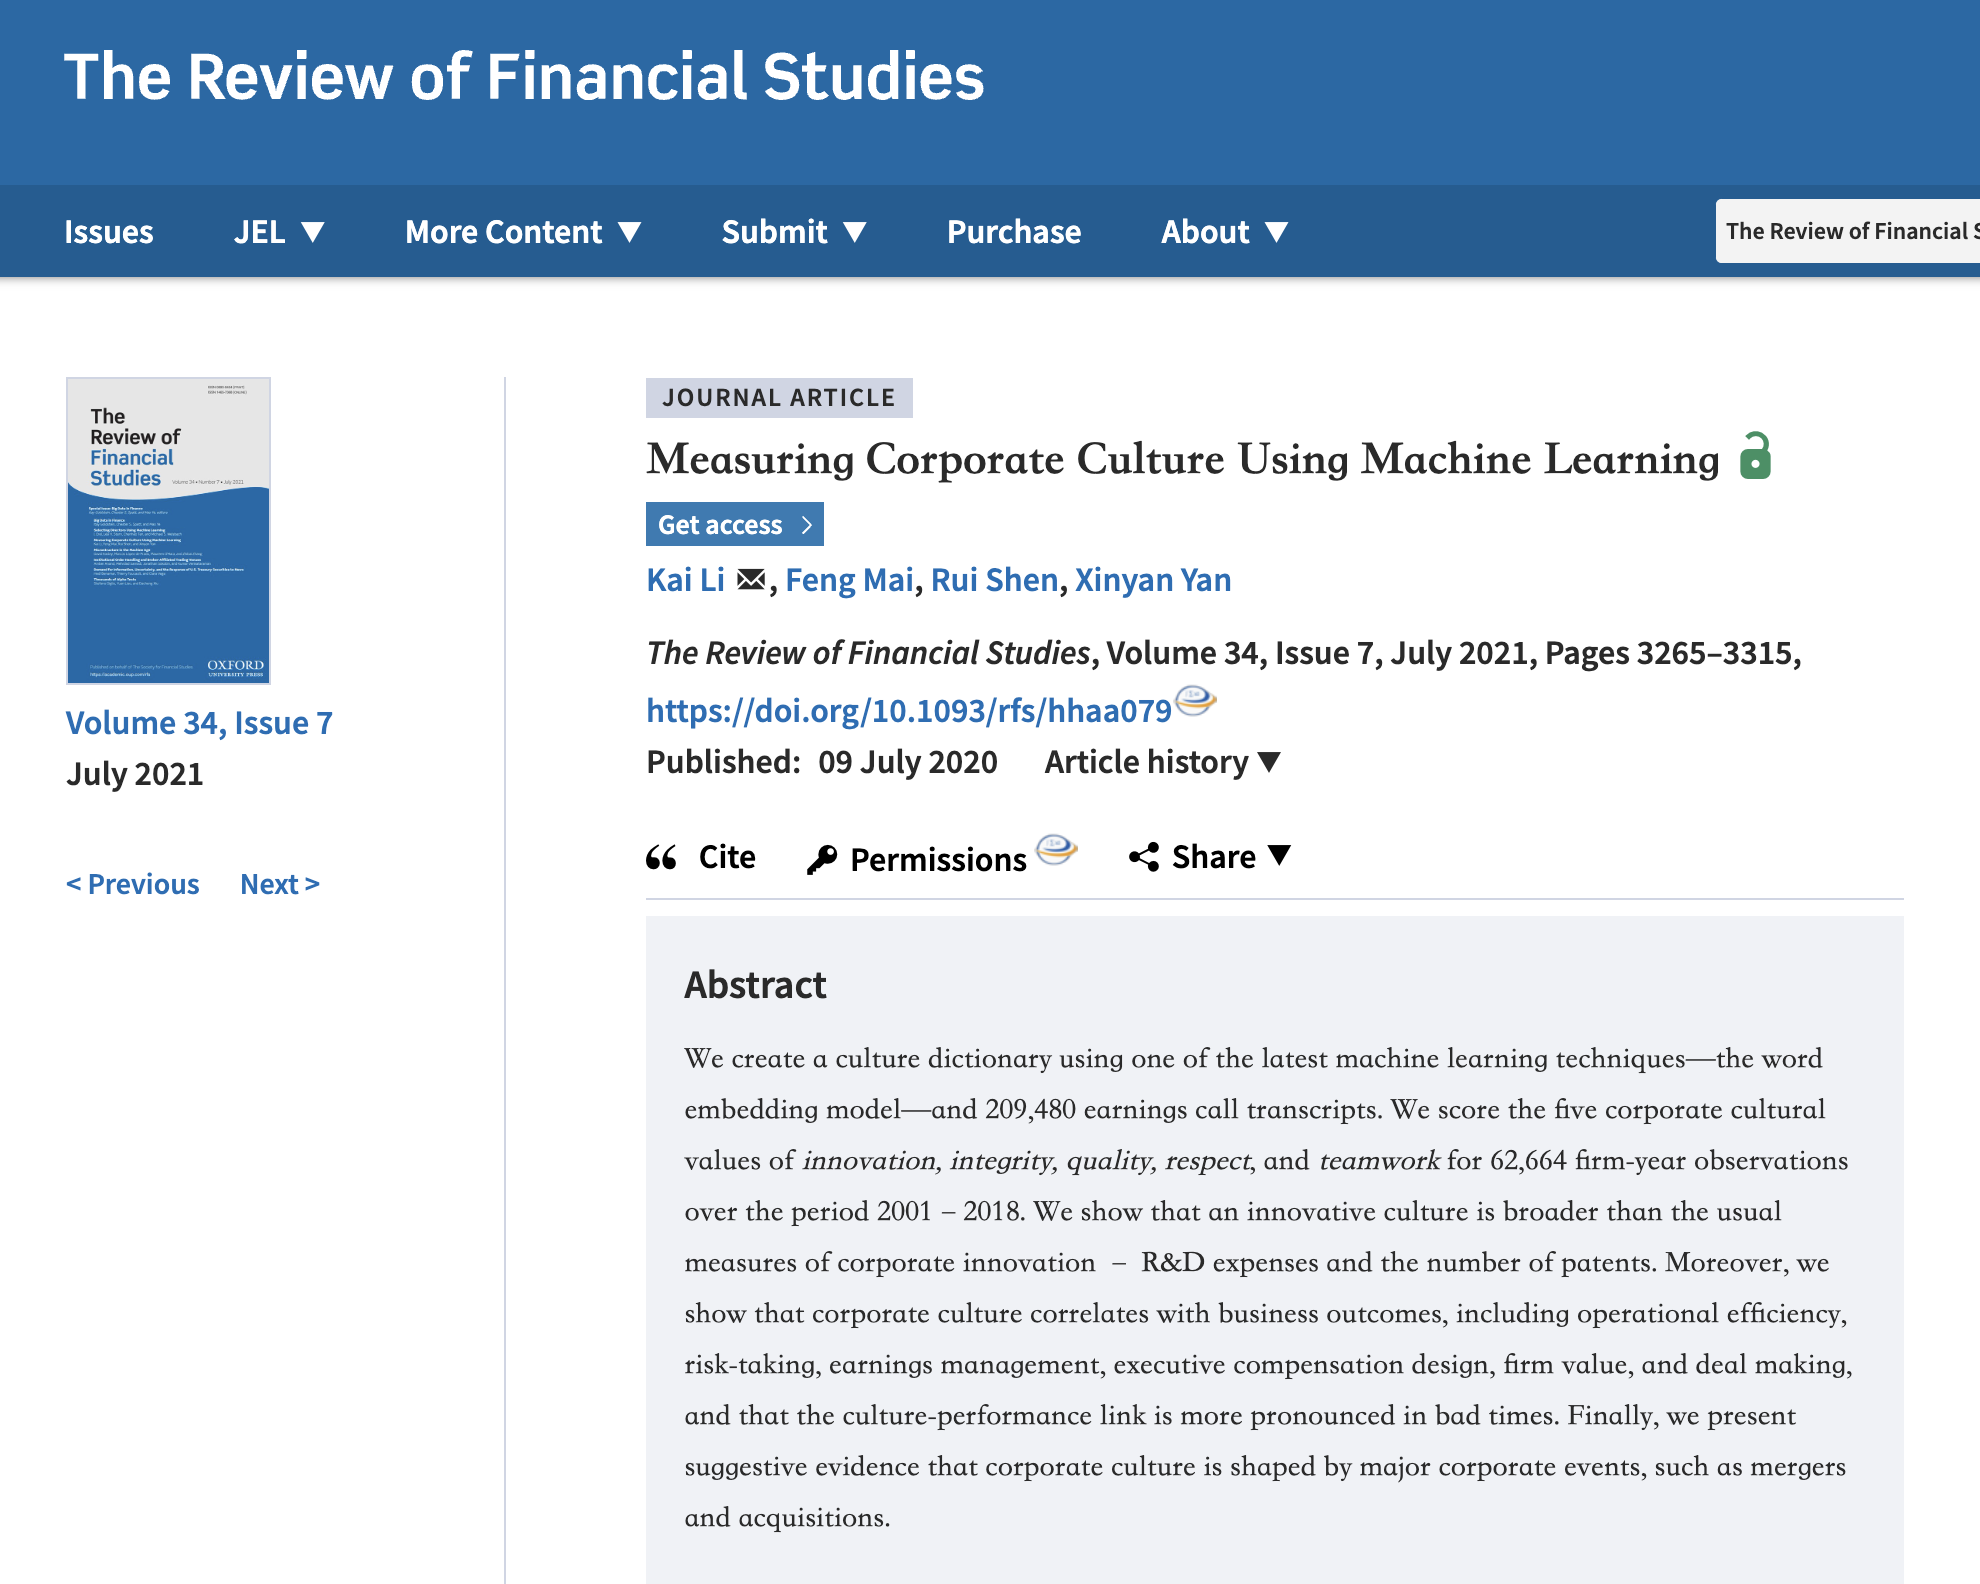 The Review of Financial Studies
Issues
JEL ▼
More Content ▼
Submit ▼
Purchase
About ▼
The Review of Financial S
The
Review of
Financial
Studies
Volume 34 • Number 7 • July 2021
OXFORD
UNIVERSITY PRESS
Volume 34, Issue 7
July 2021
< Previous Next >
JOURNAL ARTICLE
Measuring Corporate Culture Using Machine Learning
Get access >
Kai Li, Feng Mai, Rui Shen, Xinyan Yan
The Review of Financial Studies, Volume 34, Issue 7, July 2021, Pages 3265–3315,
https://doi.org/10.1093/rfs/hhaa079
Published: 09 July 2020 Article history ▼
Cite Permissions Share ▼
Abstract
We create a culture dictionary using one of the latest machine learning techniques—the word
embedding model—and 209,480 earnings call transcripts. We score the five corporate cultural
values of innovation, integrity, quality, respect, and teamwork for 62,664 firm-year observations
over the period 2001 – 2018. We show that an innovative culture is broader than the usual
measures of corporate innovation – R&D expenses and the number of patents. Moreover, we
show that corporate culture correlates with business outcomes, including operational efficiency,
risk-taking, earnings management, executive compensation design, firm value, and deal making,
and that the culture-performance link is more pronounced in bad times. Finally, we present
suggestive evidence that corporate culture is shaped by major corporate events, such as mergers
and acquisitions.